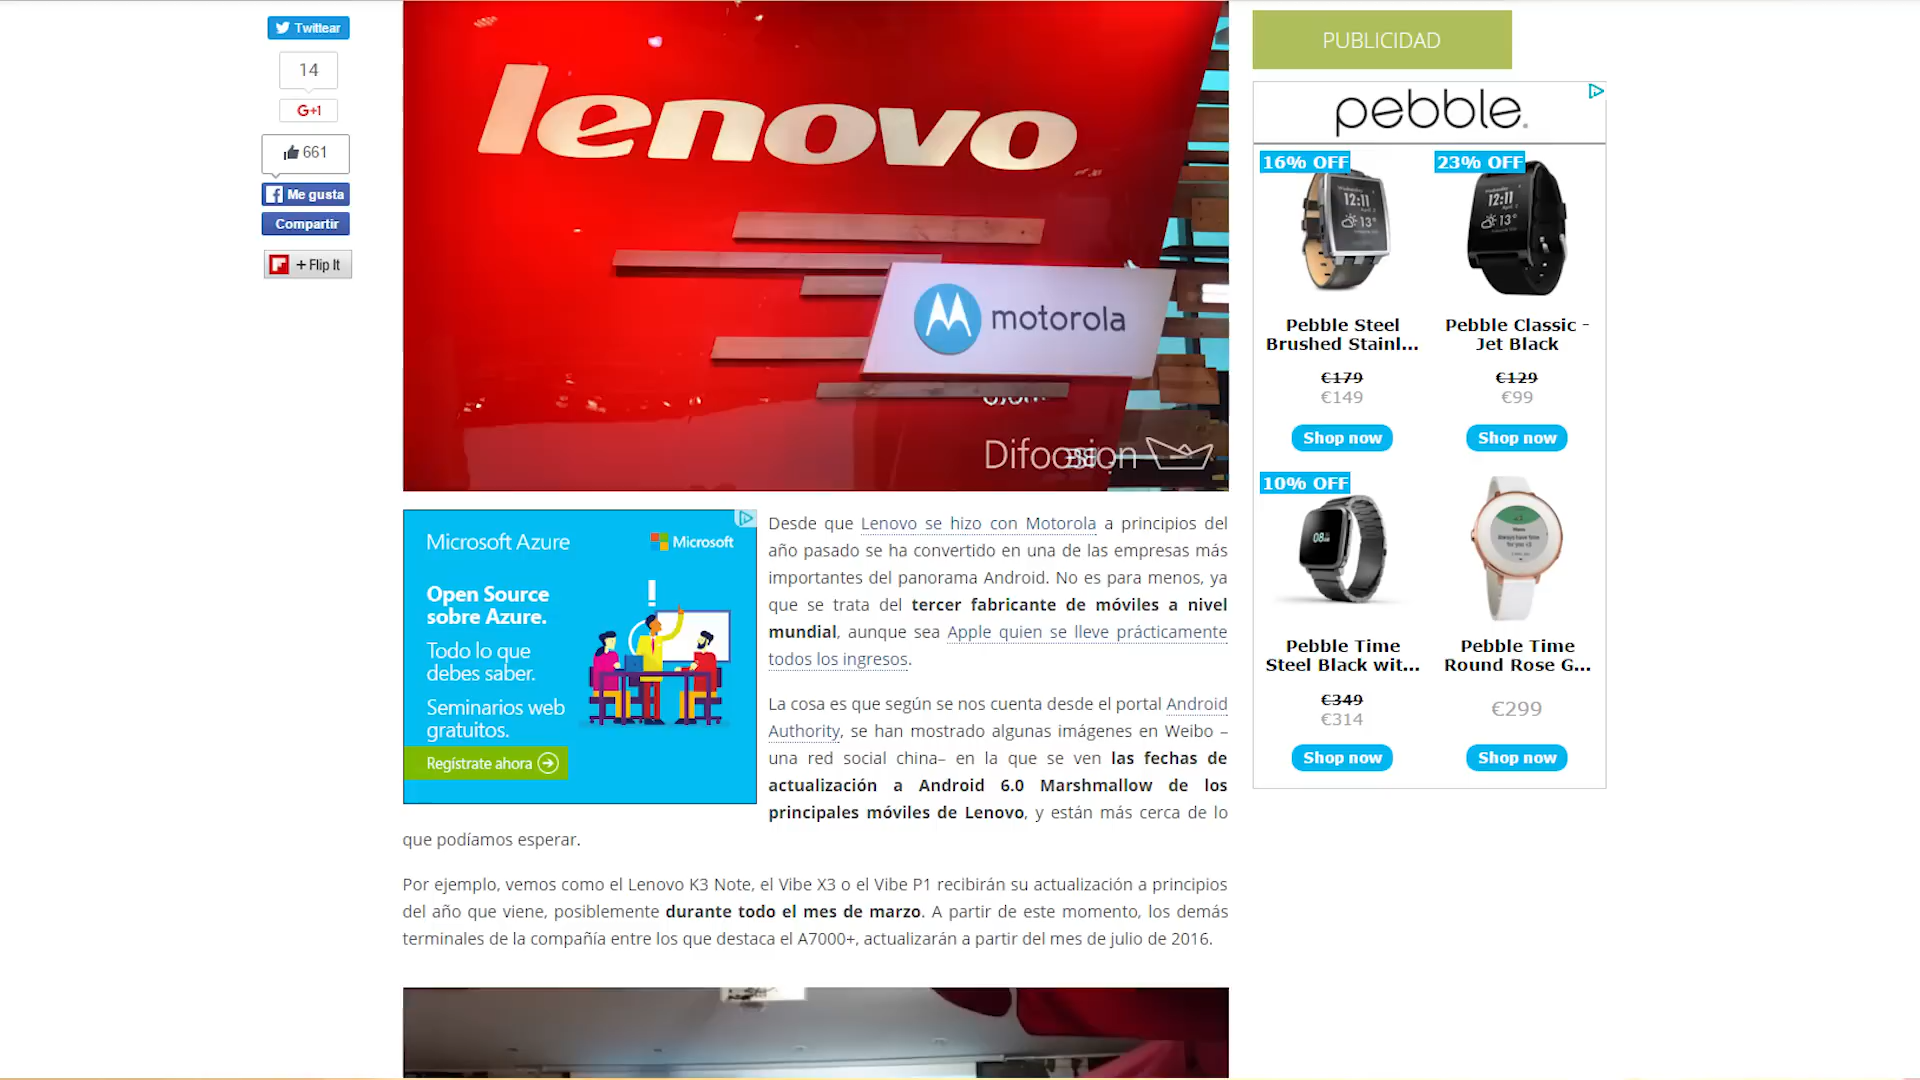 Twittear
14
G+1
661
Me gusta
Compartir
+ Flip It
lenovo
motorola
Difoosion
Microsoft Azure
Microsoft
Open Source
sobre Azure.
Todo lo que
debes saber.
Seminarios web
gratuitos.
Regístrate ahora
Desde que Lenovo se hizo con Motorola a principios del
año pasado se ha convertido en una de las empresas más
importantes del panorama Android. No es para menos, ya
que se trata del tercer fabricante de móviles a nivel
mundial, aunque sea Apple quien se lleve prácticamente
todos los ingresos.
La cosa es que según se nos cuenta desde el portal Android
Authority, se han mostrado algunas imágenes en Weibo –
una red social china– en la que se ven las fechas de
actualización a Android 6.0 Marshmallow de los
principales móviles de Lenovo, y están más cerca de lo
que podíamos esperar.
Por ejemplo, vemos como el Lenovo K3 Note, el Vibe X3 o el Vibe P1 recibirán su actualización a principios
del año que viene, posiblemente durante todo el mes de marzo. A partir de este momento, los demás
terminales de la compañía entre los que destaca el A7000+, actualizarán a partir del mes de julio de 2016.
PUBLICIDAD
pebble
16% OFF
12:11
13°
Pebble Steel
Brushed Stainl...
€179
€149
Shop now
23% OFF
12:11
13°
Pebble Classic -
Jet Black
€129
€99
Shop now
10% OFF
Pebble Time
Steel Black wit...
€349
€314
Shop now
Pebble Time
Round Rose G...
€299
Shop now